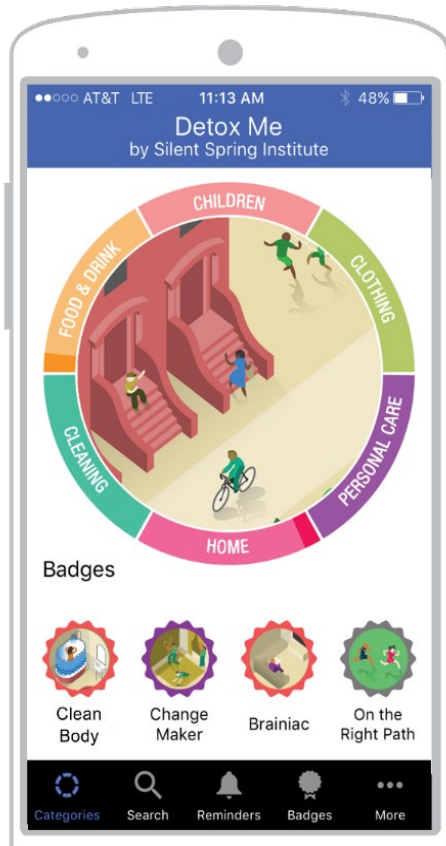 AT&T LTE 11:13 AM 48%
Detox Me
by Silent Spring Institute
CHILDREN
FOOD & DRINK
CLOTHING
CLEANING
PERSONAL CARE
HOME
Badges
Clean
Body
Change
Maker
Brainiac
On the
Right Path
Categories Search Reminders Badges More